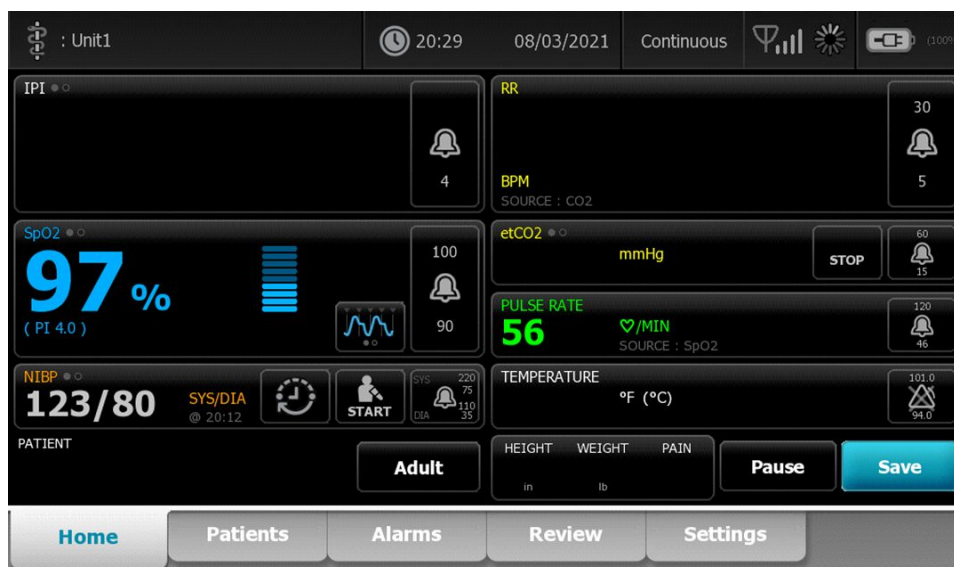 : Unit1 20:29 08/03/2021 Continuous (100%
IPI
4
RR
30
BPM
5
SOURCE : CO2
SpO2
100
97 %
( PI 4.0 )
90
etCO2
mmHg
STOP
60
15
PULSE RATE
56 /MIN
SOURCE : SpO2
120
46
NIBP
123/80 SYS/DIA
@ 20:12
START
SYS 220
75
110
DIA 35
TEMPERATURE
°F (°C)
101.0
94.0
PATIENT
Adult
HEIGHT WEIGHT PAIN
in lb
Pause
Save
Home Patients Alarms Review Settings